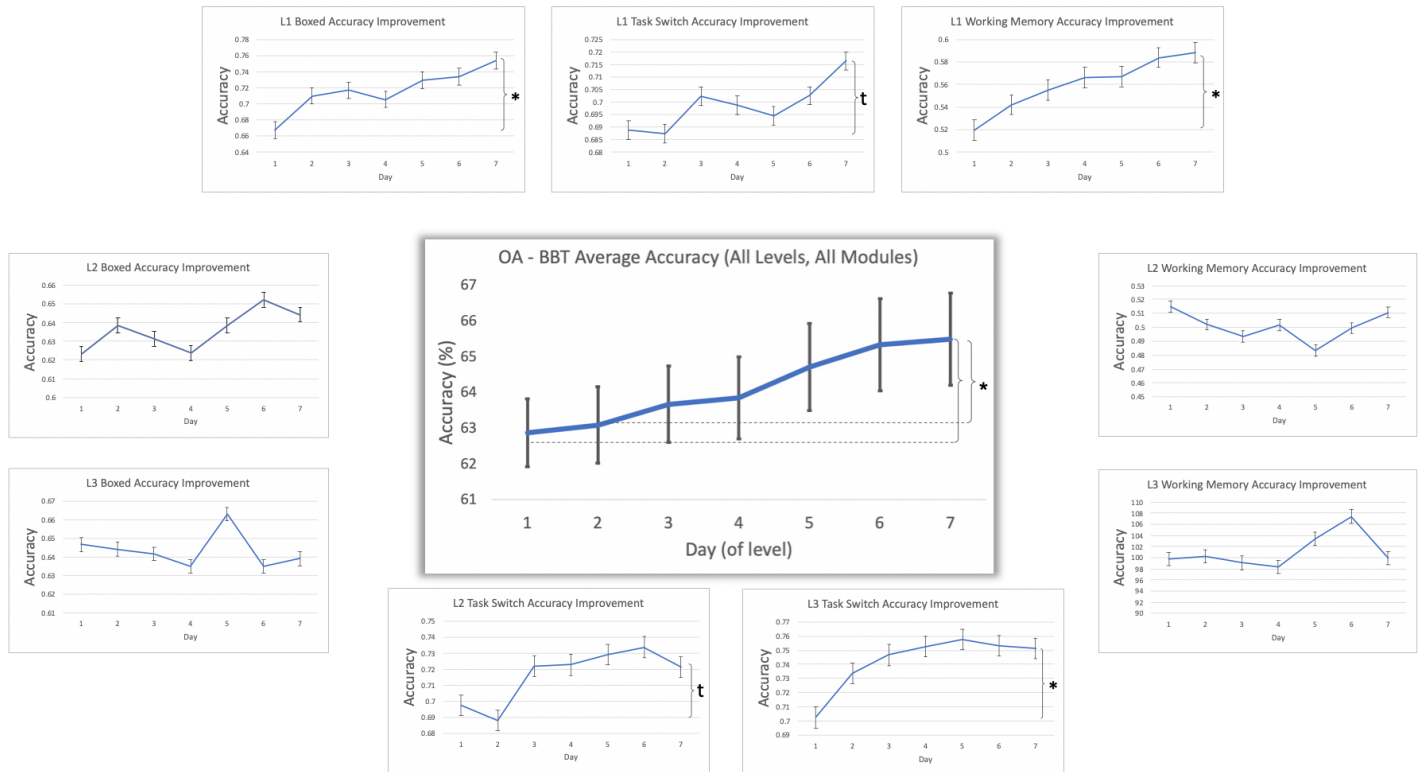 L1 Boxed Accuracy Improvement
Accuracy
0.78
0.76
0.74
0.72
0.7
0.68
0.66
0.64
1 2 3 4 5 6 7
Day
*
L1 Task Switch Accuracy Improvement
Accuracy
0.725
0.72
0.715
0.71
0.705
0.7
0.695
0.69
0.685
0.68
1 2 3 4 5 6 7
Day
t
L1 Working Memory Accuracy Improvement
Accuracy
0.6
0.58
0.56
0.54
0.52
0.5
1 2 3 4 5 6 7
Day
*
L2 Boxed Accuracy Improvement
Accuracy
0.66
0.65
0.64
0.63
0.62
0.61
0.6
1 2 3 4 5 6 7
Day
OA - BBT Average Accuracy (All Levels, All Modules)
Accuracy (%)
67
66
65
64
63
62
61
1 2 3 4 5 6 7
Day (of level)
*
L2 Working Memory Accuracy Improvement
Accuracy
0.53
0.52
0.51
0.5
0.49
0.48
0.47
0.46
0.45
1 2 3 4 5 6 7
Day
L3 Boxed Accuracy Improvement
Accuracy
0.67
0.66
0.65
0.64
0.63
0.62
0.61
1 2 3 4 5 6 7
Day
L3 Working Memory Accuracy Improvement
Accuracy
110
108
106
104
102
100
98
96
94
92
90
1 2 3 4 5 6 7
Day
L2 Task Switch Accuracy Improvement
Accuracy
0.75
0.74
0.73
0.72
0.71
0.7
0.69
0.68
1 2 3 4 5 6 7
Day
t
L3 Task Switch Accuracy Improvement
Accuracy
0.77
0.76
0.75
0.74
0.73
0.72
0.71
0.7
0.69
1 2 3 4 5 6 7
Day
*